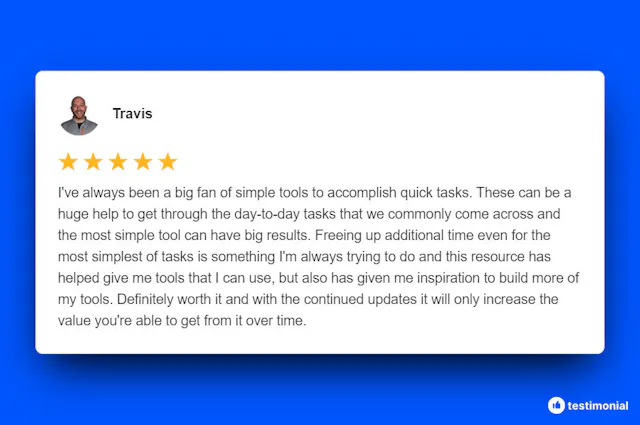 Travis
I've always been a big fan of simple tools to accomplish quick tasks. These can be a
huge help to get through the day-to-day tasks that we commonly come across and
the most simple tool can have big results. Freeing up additional time even for the
most simplest of tasks is something I'm always trying to do and this resource has
helped give me tools that I can use, but also has given me inspiration to build more of
my tools. Definitely worth it and with the continued updates it will only increase the
value you're able to get from it over time.
testimonial